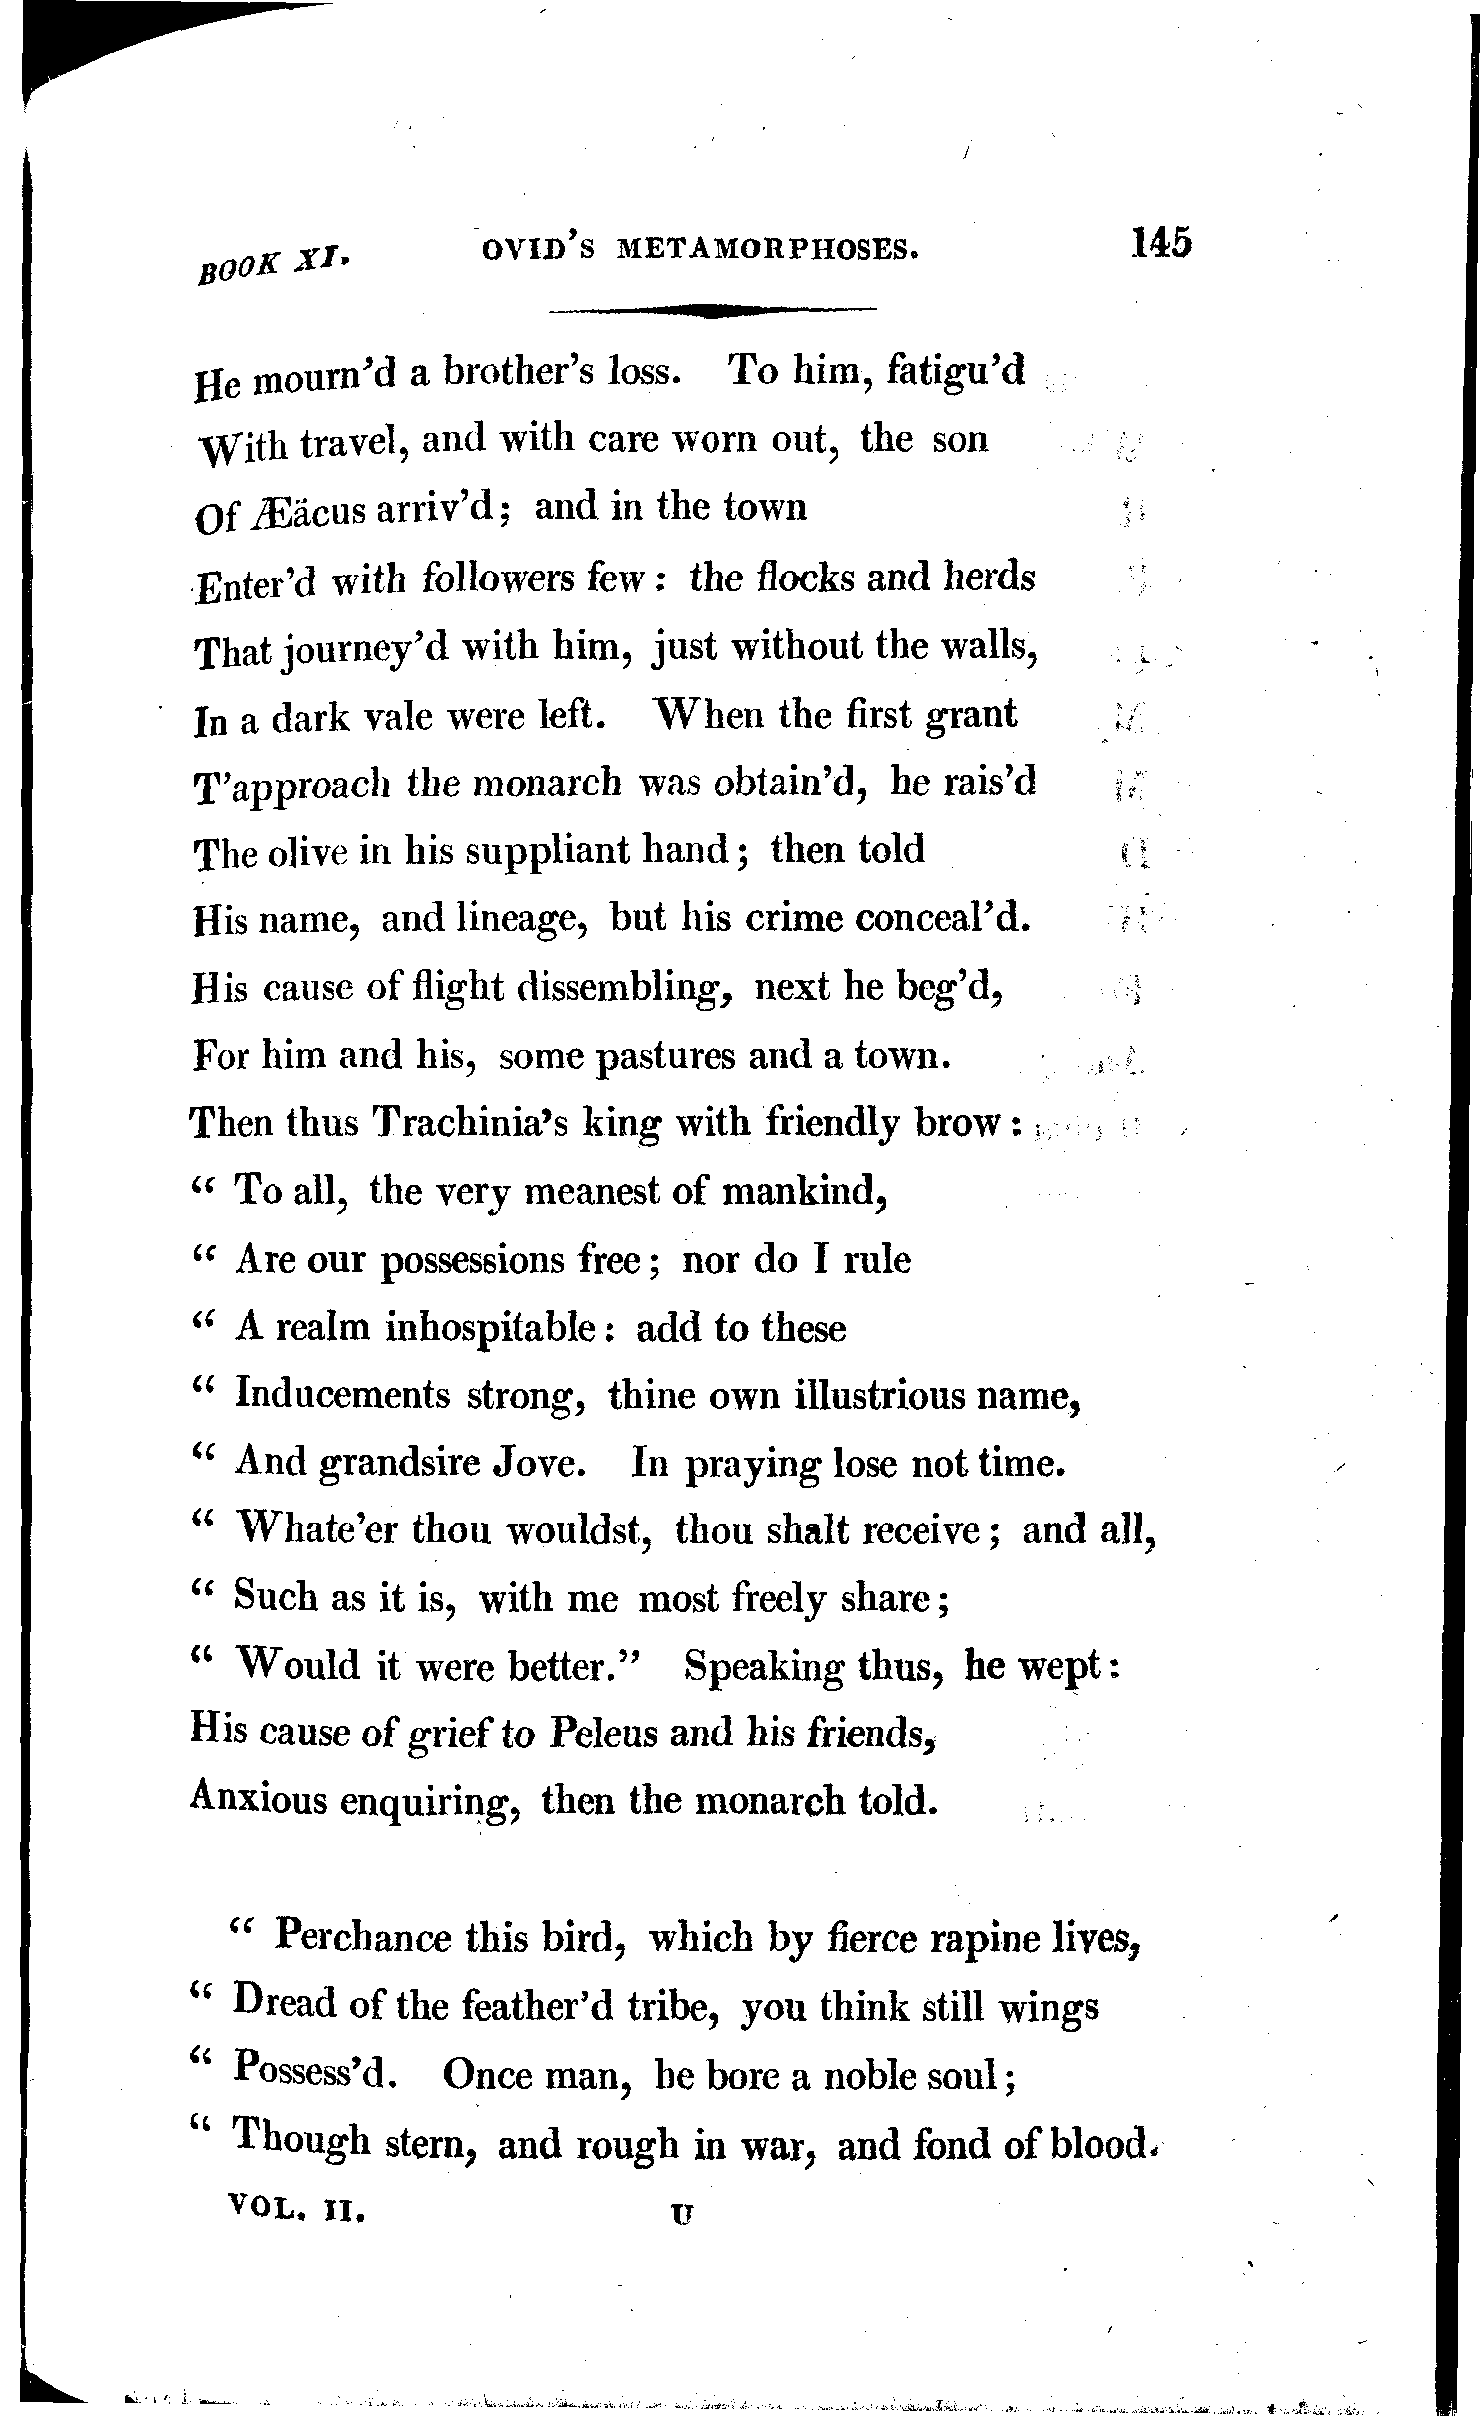 BOOK XI. OVID'S METAMORPHOSES. 145
He mourn'd a brother's loss. To him, fatigu'd
With travel, and with care worn out, the son
Of Æäcus arriv'd; and in the town
Enter'd with followers few: the flocks and herds
That journey'd with him, just without the walls,
In a dark vale were left. When the first grant
T'approach the monarch was obtain'd, he rais'd
The olive in his suppliant hand; then told
His name, and lineage, but his crime conceal'd.
His cause of flight dissembling, next he beg'd,
For him and his, some pastures and a town.
Then thus Trachinia's king with friendly brow:
“ To all, the very meanest of mankind,
“ Are our possessions free; nor do I rule
“ A realm inhospitable: add to these
“ Inducements strong, thine own illustrious name,
“ And grandsire Jove. In praying lose not time.
“ Whate'er thou wouldst, thou shalt receive; and all,
“ Such as it is, with me most freely share;
“ Would it were better.” Speaking thus, he wept:
His cause of grief to Peleus and his friends,
Anxious enquiring, then the monarch told.
“ Perchance this bird, which by fierce rapine lives,
“ Dread of the feather'd tribe, you think still wings
“ Possess'd. Once man, he bore a noble soul;
“ Though stern, and rough in war, and fond of blood.
VOL. II. U